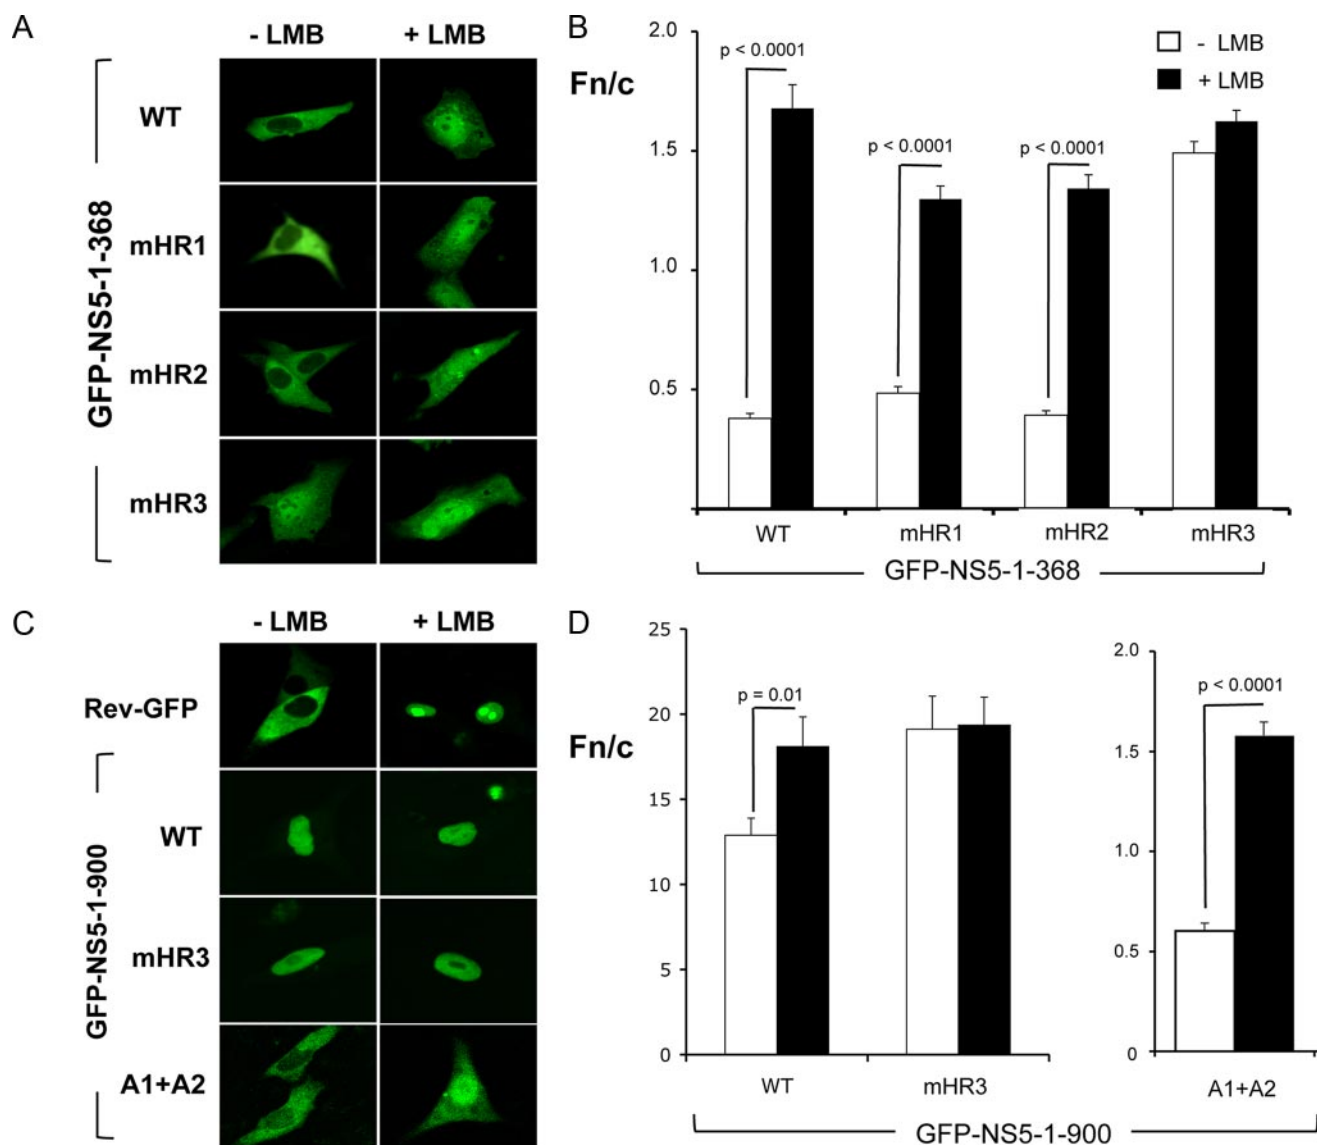 A
- LMB
+ LMB
GFP-NS5-1-368
WT
mHR1
mHR2
mHR3
B
Fn/c
- LMB
+ LMB
2.0
1.5
1.0
0.5
p < 0.0001
p < 0.0001
p < 0.0001
WT
mHR1
mHR2
mHR3
GFP-NS5-1-368
C
- LMB
+ LMB
Rev-GFP
GFP-NS5-1-900
WT
mHR3
A1+A2
D
Fn/c
25
20
15
10
5
0
p = 0.01
WT
mHR3
2.0
1.5
1.0
0.5
0
p < 0.0001
A1+A2
GFP-NS5-1-900